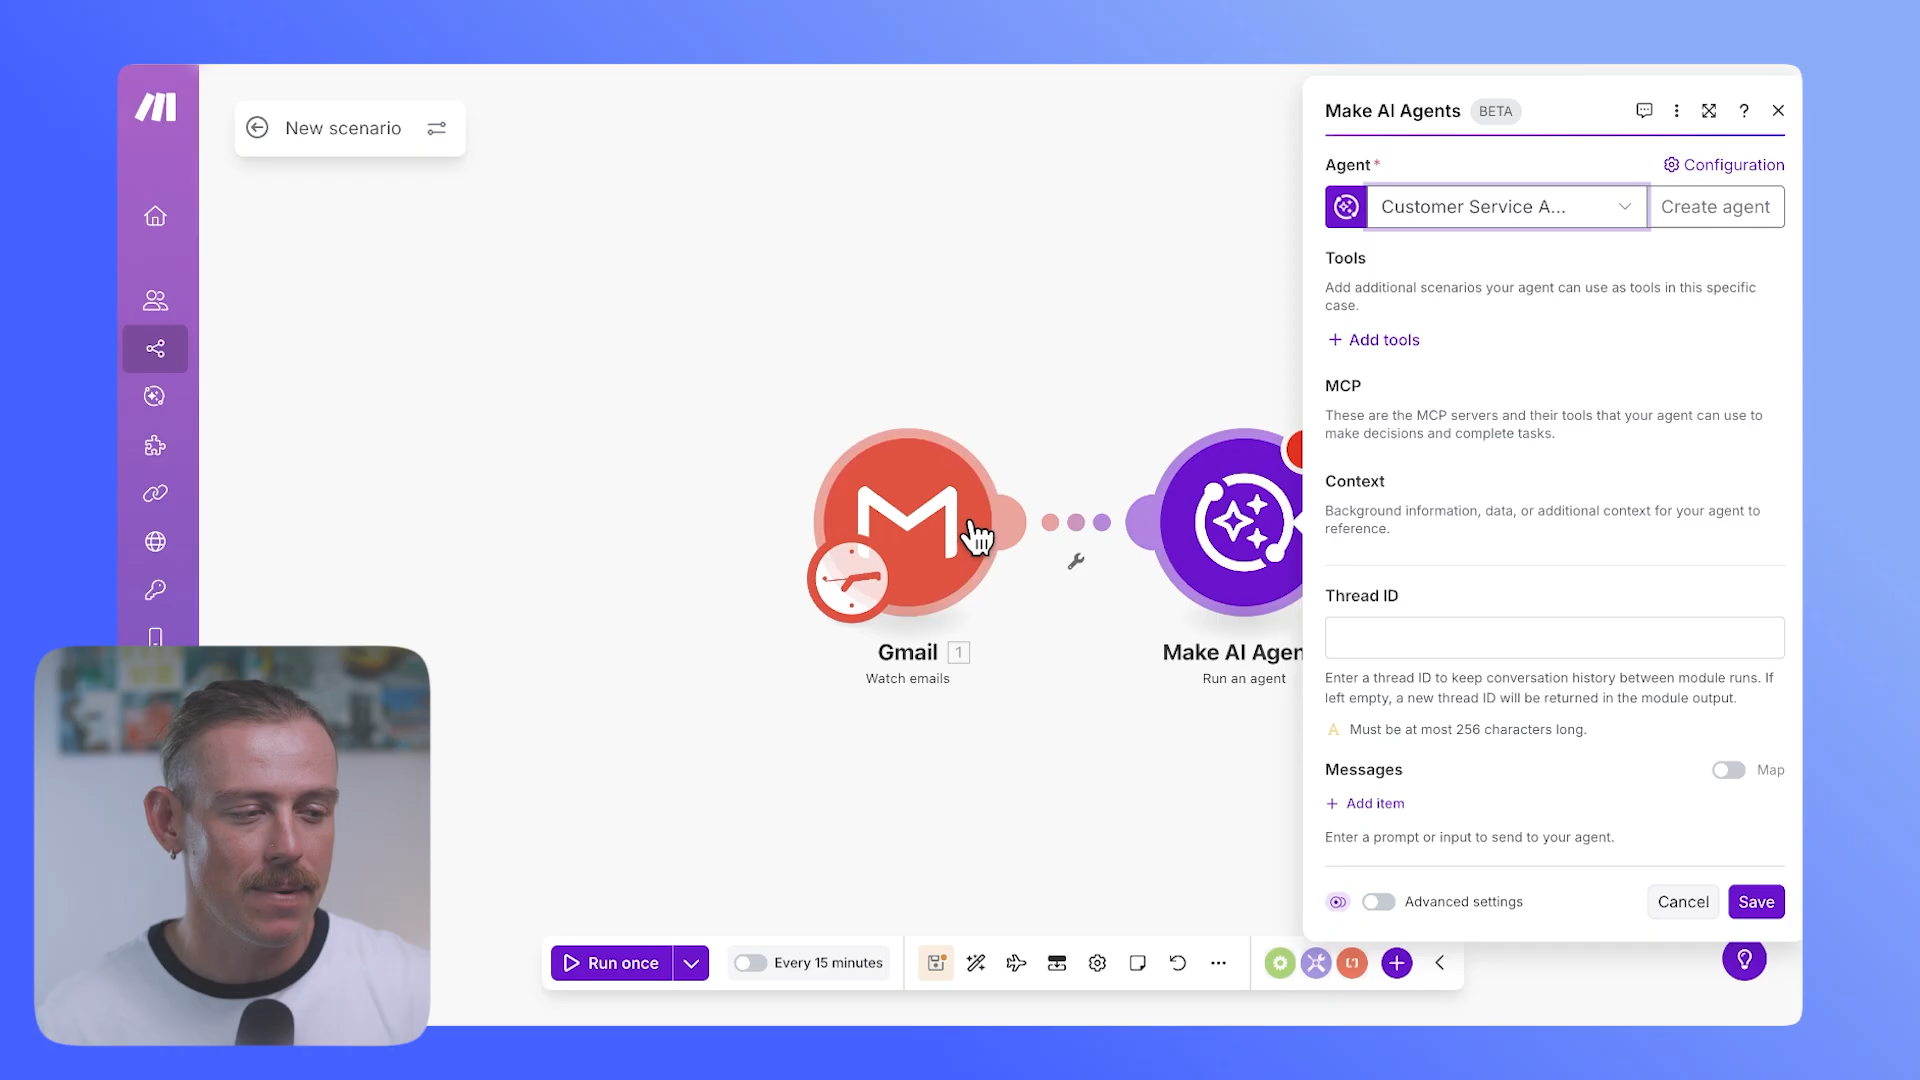 New scenario
Make AI Agents BETA
Agent*
Configuration
Customer Service A...
Create agent
Tools
Add additional scenarios your agent can use as tools in this specific
case.
+ Add tools
MCP
These are the MCP servers and their tools that your agent can use to
make decisions and complete tasks.
Context
Background information, data, or additional context for your agent to
reference.
Thread ID
Enter a thread ID to keep conversation history between module runs. If
left empty, a new thread ID will be returned in the module output.
Must be at most 256 characters long.
Messages
Map
+ Add item
Enter a prompt or input to send to your agent.
Advanced settings
Cancel
Save
Gmail 1
Watch emails
Make AI Agen
Run an agent
Run once
Every 15 minutes